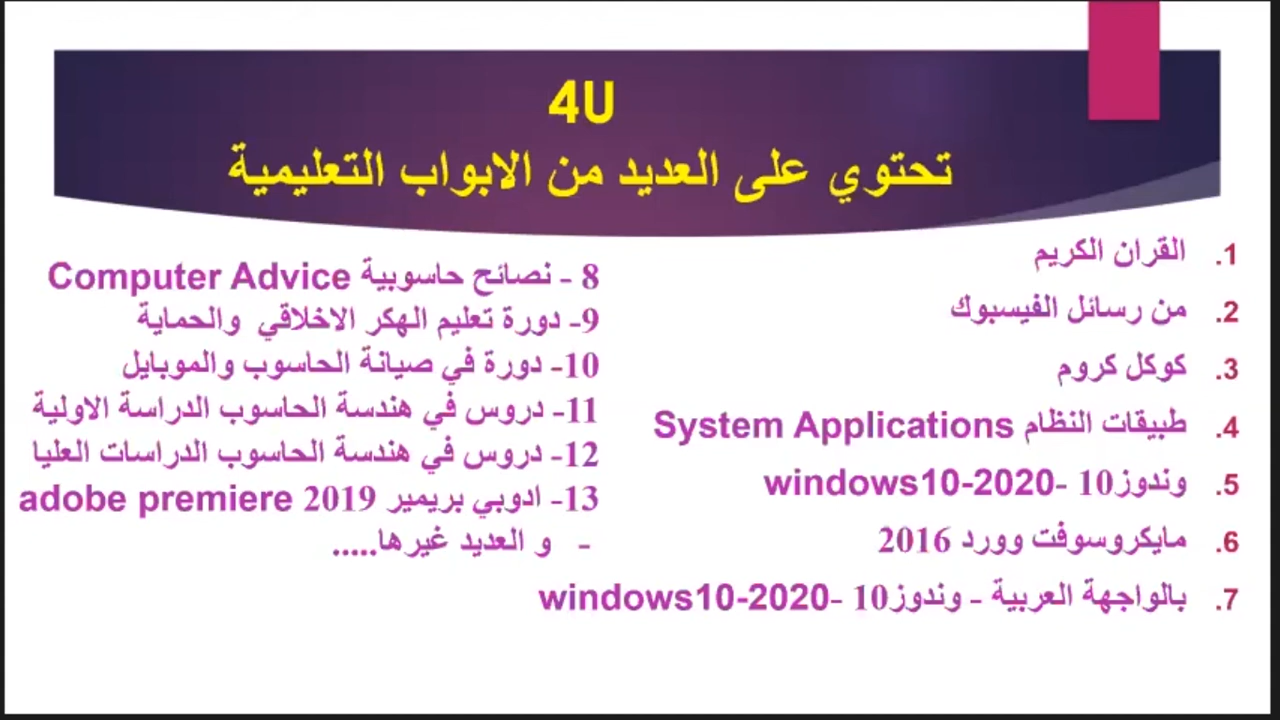 4U
تحتوي على العديد من الابواب التعليمية
1. القران الكريم
2. من رسائل الفيسبوك
3. كوكل كروم
4. طبيقات النظام System Applications
5. وندوز10 -windows10-2020
6. مايكروسوفت وورد 2016
7. بالواجهة العربية - وندوز10 -windows10-2020
8 - نصائح حاسوبية Computer Advice
9- دورة تعليم الهكر الاخلاقي والحماية
10- دورة في صيانة الحاسوب والموبايل
11- دروس في هندسة الحاسوب الدراسة الاولية
12- دروس في هندسة الحاسوب الدراسات العليا
13- ادوبي بريمير 2019 adobe premiere
- و العديد غيرها.....